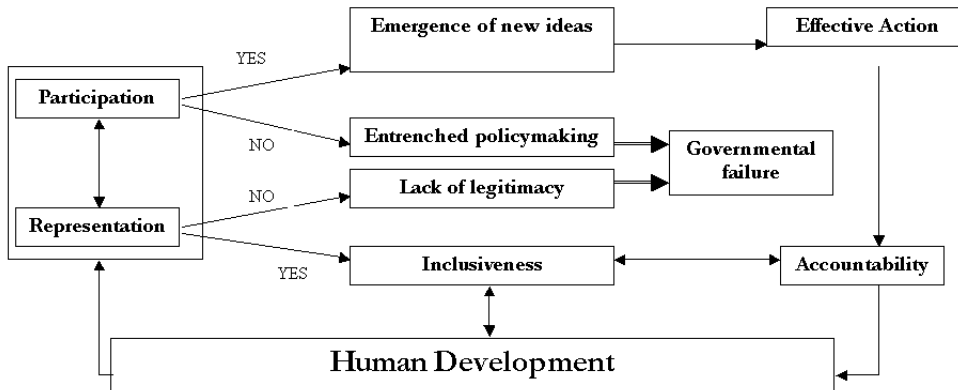 Emergence of new ideas
Effective Action
YES
Participation
NO
Entrenched policymaking
Governmental
failure
Lack of legitimacy
NO
Representation
YES
Inclusiveness
Accountability
Human Development